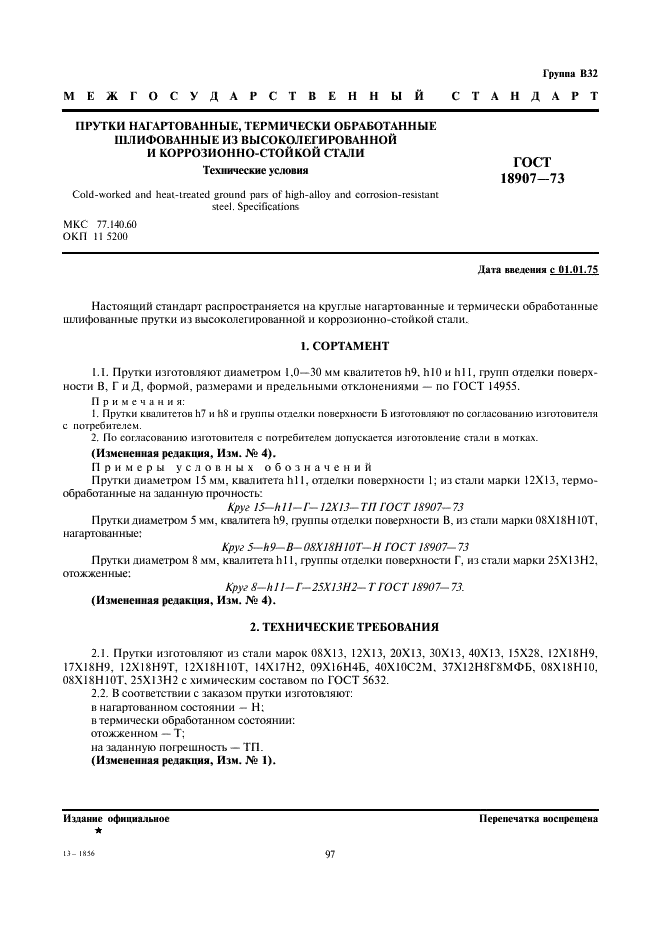 Группа В32
МЕЖГОСУДАРСТВЕННЫЙ СТАНДАРТ
ПРУТКИ НАГАРТОВАННЫЕ, ТЕРМИЧЕСКИ ОБРАБОТАННЫЕ
ШЛИФОВАННЫЕ ИЗ ВЫСОКОЛЕГИРОВАННОЙ
И КОРРОЗИОННО-СТОЙКОЙ СТАЛИ
Технические условия
Cold-worked and heat-treated ground pars of high-alloy and corrosion-resistant
steel. Specifications
ГОСТ
18907—73
МКС 77.140.60
ОКП 11 5200
Дата введения с 01.01.75
Настоящий стандарт распространяется на круглые нагартованные и термически обработанные
шлифованные прутки из высоколегированной и коррозионно-стойкой стали.
1. СОРТАМЕНТ
1.1. Прутки изготовляют диаметром 1,0—30 мм квалитетов h9, h10 и h11, групп отделки поверх-
ности В, Г и Д, формой, размерами и предельными отклонениями — по ГОСТ 14955.
Примечания:
1. Прутки квалитетов h7 и h8 и группы отделки поверхности Б изготовляют по согласованию изготовителя
с потребителем.
2. По согласованию изготовителя с потребителем допускается изготовление стали в мотках.
(Измененная редакция, Изм. № 4).
Примеры условных обозначений
Прутки диаметром 15 мм, квалитета h11, отделки поверхности 1; из стали марки 12Х13, термо-
обработанные на заданную прочность:
Круг 15—h11—Г—12Х13—ТП ГОСТ 18907—73
Прутки диаметром 5 мм, квалитета h9, группы отделки поверхности В, из стали марки 08Х18Н10Т,
нагартованные:
Круг 5—h9—В—08Х18Н10Т—Н ГОСТ 18907—73
Прутки диаметром 8 мм, квалитета h11, группы отделки поверхности Г, из стали марки 25Х13Н2,
отожженные:
Круг 8—h11—Г—25Х13Н2—Т ГОСТ 18907—73.
(Измененная редакция, Изм. № 4).
2. ТЕХНИЧЕСКИЕ ТРЕБОВАНИЯ
2.1. Прутки изготовляют из стали марок 08Х13, 12Х13, 20Х13, 30Х13, 40Х13, 15Х28, 12Х18Н9,
17Х18Н9, 12Х18Н9Т, 12Х18Н10Т, 14Х17Н2, 09Х16Н4Б, 40Х10С2М, 37Х12Н8Г8МФБ, 08Х18Н10,
08Х18Н10Т, 25Х13Н2 с химическим составом по ГОСТ 5632.
2.2. В соответствии с заказом прутки изготовляют:
в нагартованном состоянии — Н;
в термически обработанном состоянии:
отожженном — Т;
на заданную погрешность — ТП.
(Измененная редакция, Изм. № 1).
Издание официальное
Перепечатка воспрещена
★
13–1856
97